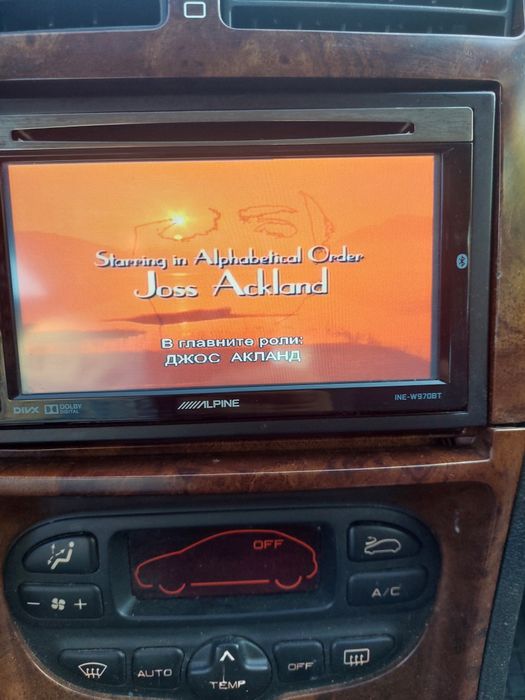 Starring in Alphabetical Order
Joss Ackland
В главните роли:
ДЖОС АКЛАНД
DIVX DOLBY DIGITAL
ALPINE
INE-W970BT
OFF
A/C
- +
AUTO
TEMP
OFF